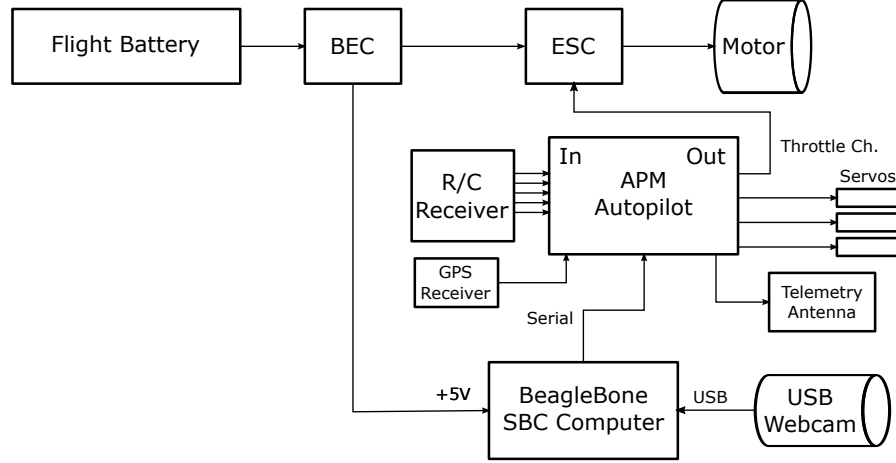 Flight Battery
BEC
ESC
Motor
Throttle Ch.
In
Out
R/C
Receiver
APM
Autopilot
Servos
GPS
Receiver
Telemetry
Antenna
Serial
+5V
BeagleBone
SBC Computer
USB
USB
Webcam